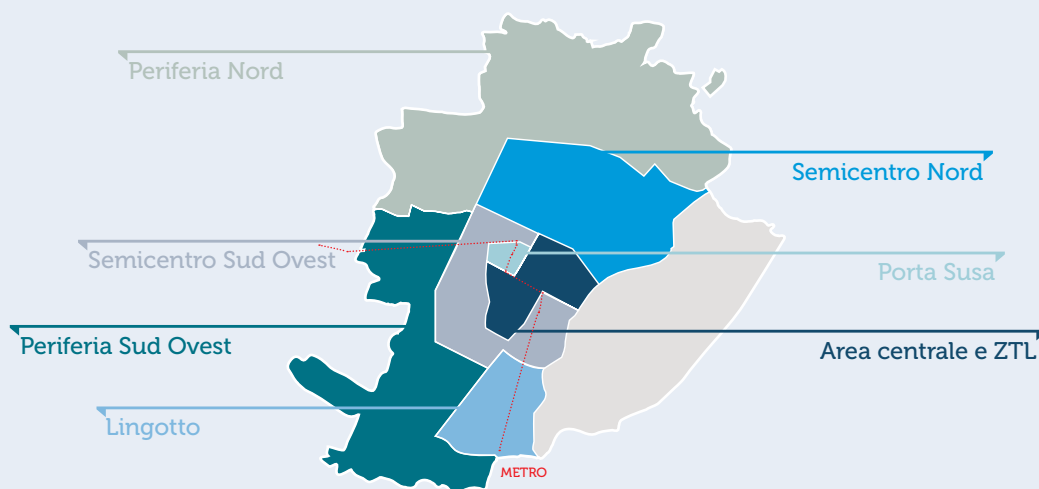 Periferia Nord
Semicentro Nord
Semicentro Sud Ovest
Porta Susa
Periferia Sud Ovest
Area centrale e ZTL
Lingotto
METRO